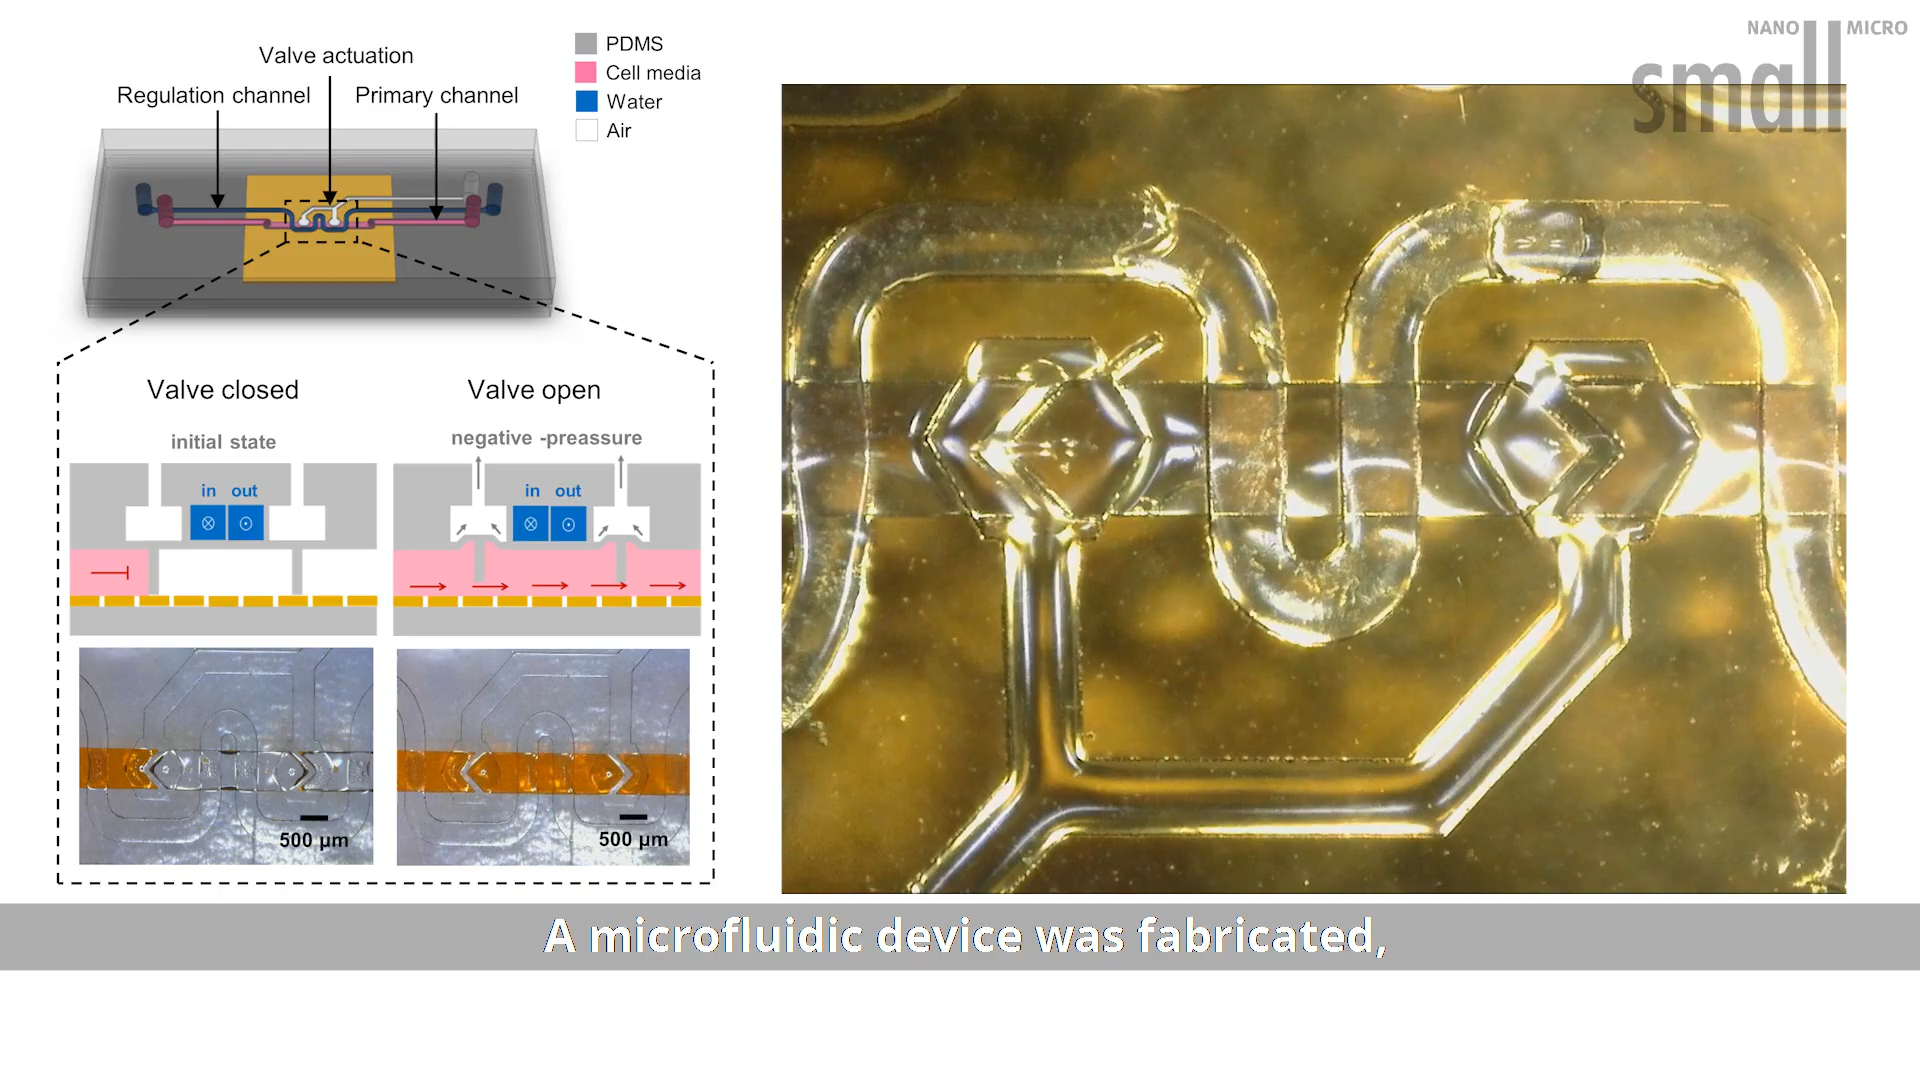 NANO MICRO
small
Valve actuation
Regulation channel
Primary channel
PDMS
Cell media
Water
Air
Valve closed
Valve open
initial state
negative -preassure
in out
in out
500 µm
500 µm
A microfluidic device was fabricated,